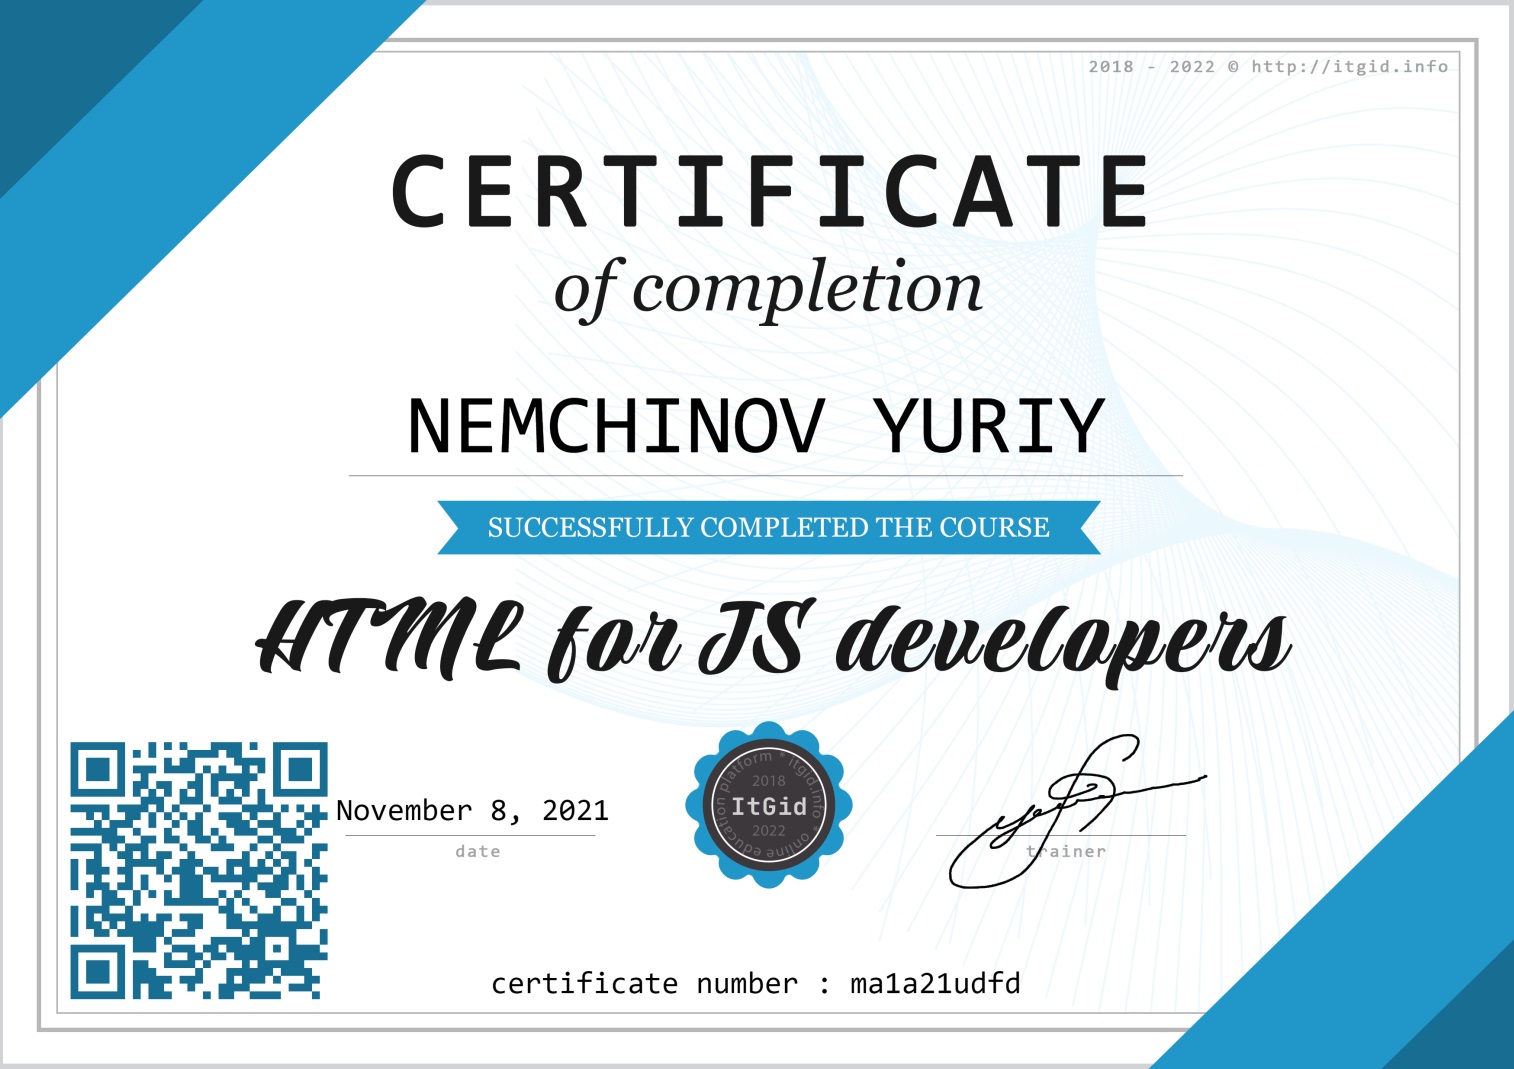 2018 - 2022 © http://itgid.info
CERTIFICATE
of completion
NEMCHINOV YURIY
SUCCESSFULLY COMPLETED THE COURSE
HTML for JS developers
November 8, 2021
date
itgid.info * online education platform *
2018
ItGid
2022
trainer
certificate number : ma1a21udfd